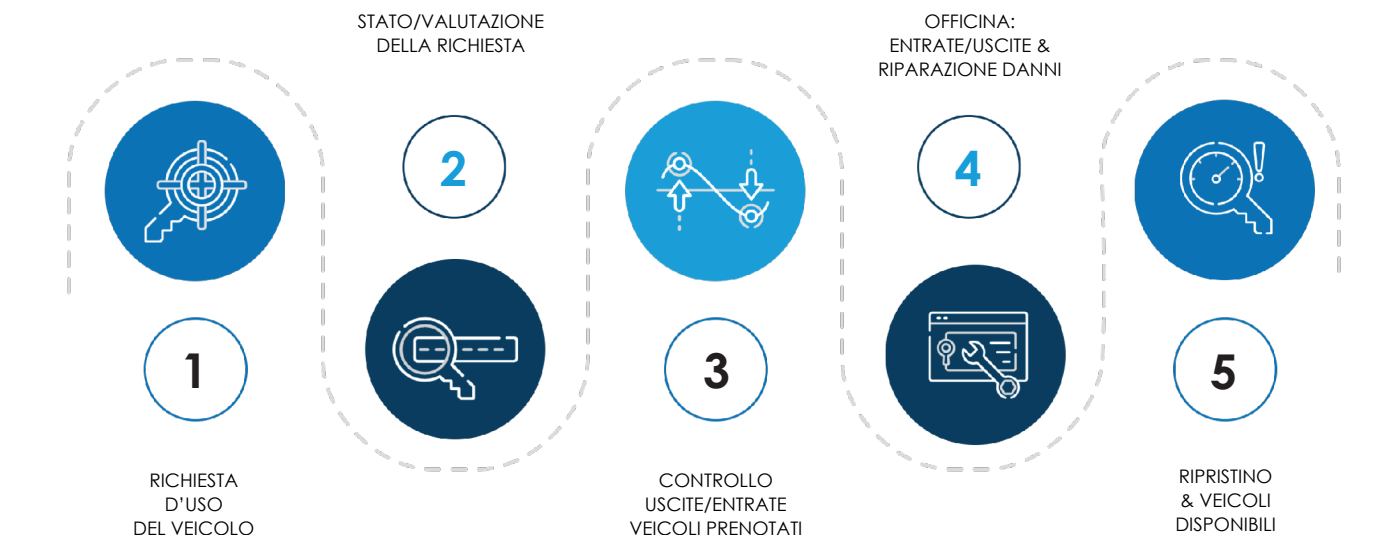 1
RICHIESTA
D’USO
DEL VEICOLO
STATO/VALUTAZIONE
DELLA RICHIESTA
2
3
CONTROLLO
USCITE/ENTRATE
VEICOLI PRENOTATI
OFFICINA:
ENTRATE/USCITE &
RIPARAZIONE DANNI
4
5
RIPRISTINO
& VEICOLI
DISPONIBILI